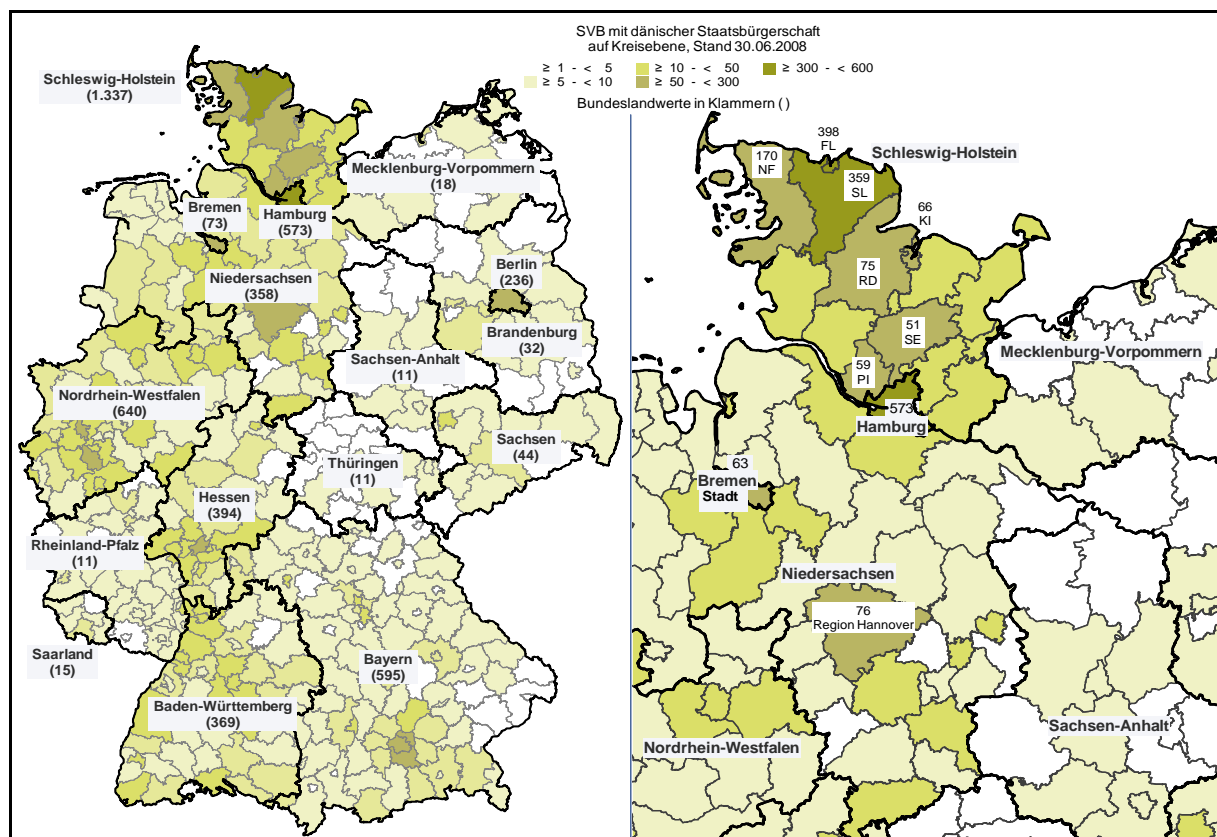 SVB mit dänischer Staatsbürgerschaft
auf Kreisebene, Stand 30.06.2008
≥ 1 - < 5 ≥ 10 - < 50 ≥ 300 - < 600
≥ 5 - < 10 ≥ 50 - < 300
Bundeslandwerte in Klammern ( )
Schleswig-Holstein
(1.337)
Mecklenburg-Vorpommern
(18)
Bremen
(73)
Hamburg
(573)
Niedersachsen
(358)
Berlin
(236)
Brandenburg
(32)
Sachsen-Anhalt
(11)
Nordrhein-Westfalen
(640)
Sachsen
(44)
Thüringen
(11)
Hessen
(394)
Rheinland-Pfalz
(11)
Saarland
(15)
Bayern
(595)
Baden-Württemberg
(369)
398
FL
Schleswig-Holstein
170
NF
359
SL
66
KI
75
RD
51
SE
Mecklenburg-Vorpommern
59
PI
573
Hamburg
63
Bremen
Stadt
Niedersachsen
76
Region Hannover
Sachsen-Anhalt
Nordrhein-Westfalen